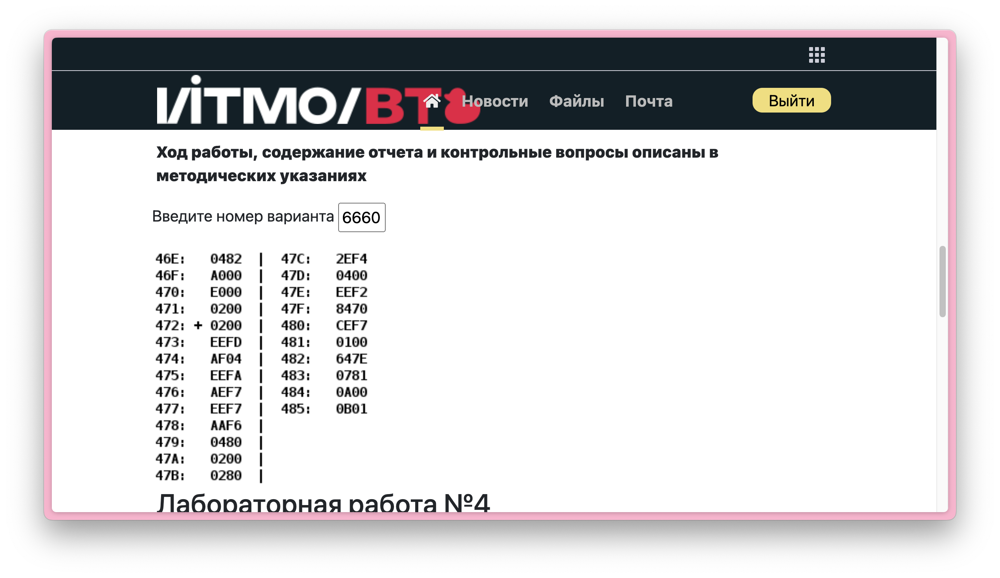 ИТМО/ВТ
Новости Файлы Почта Выйти
Ход работы, содержание отчета и контрольные вопросы описаны в
методических указаниях
Введите номер варианта 6660
46E: 0482 | 47C: 2EF4
46F: A000 | 47D: 0400
470: E000 | 47E: EEF2
471: 0200 | 47F: 8470
472: + 0200 | 480: CEF7
473: EEFD | 481: 0100
474: AF04 | 482: 647E
475: EEFA | 483: 0781
476: AEF7 | 484: 0A00
477: EEF7 | 485: 0B01
478: AAF6 |
479: 0480 |
47A: 0200 |
47B: 0280 |
Лабораторная работа №4